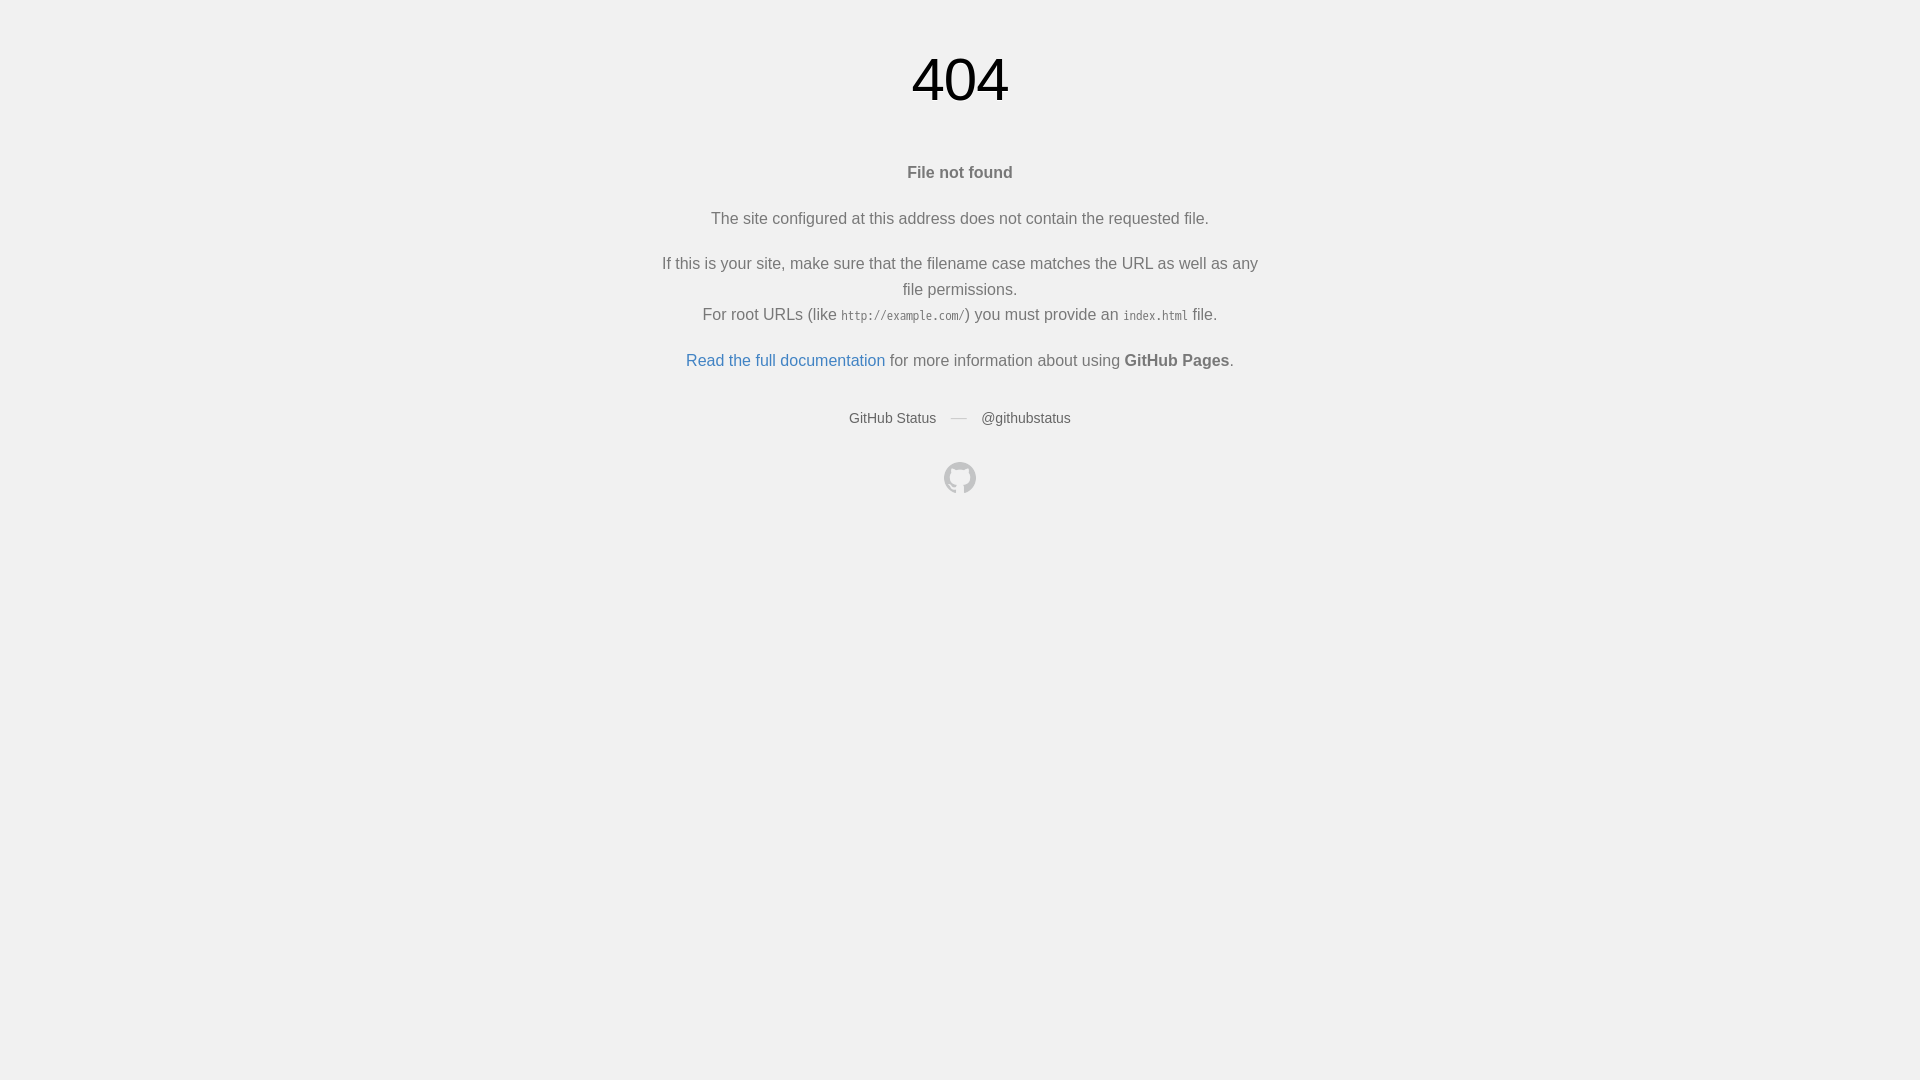 404
File not found
The site configured at this address does not contain the requested file.
If this is your site, make sure that the filename case matches the URL as well as any
file permissions.
For root URLs (like http://example.com/) you must provide an index.html file.
Read the full documentation for more information about using GitHub Pages.
GitHub Status — @githubstatus